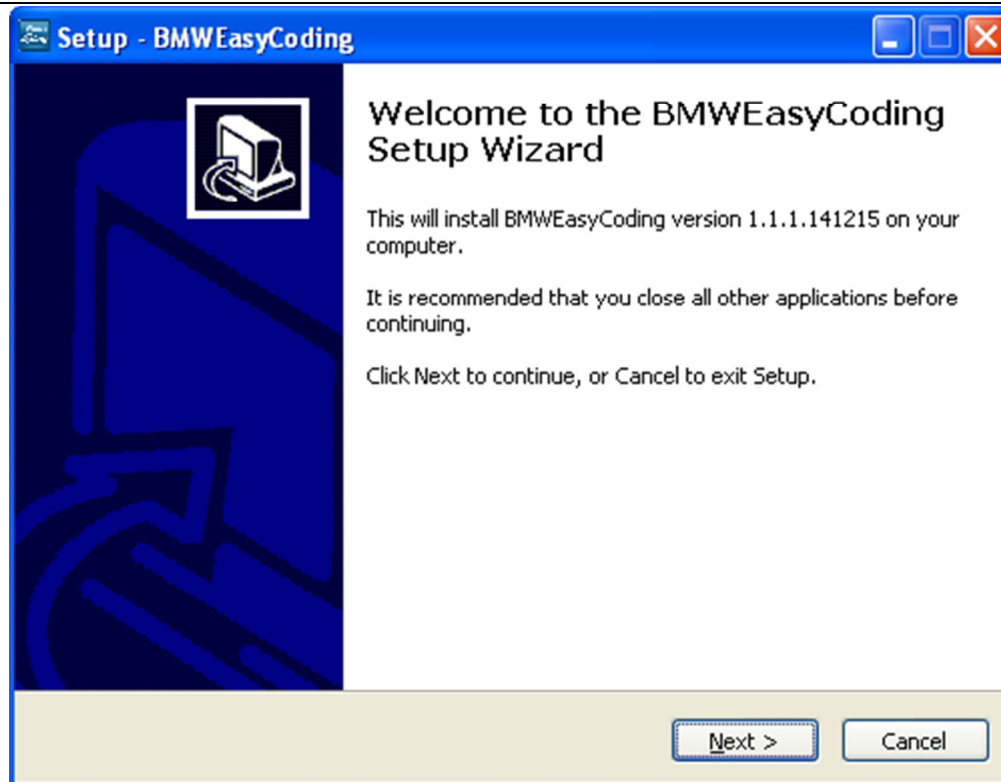 Setup - BMWEasyCoding
Welcome to the BMWEasyCoding
Setup Wizard
This will install BMWEasyCoding version 1.1.1.141215 on your
computer.
It is recommended that you close all other applications before
continuing.
Click Next to continue, or Cancel to exit Setup.
Next >
Cancel